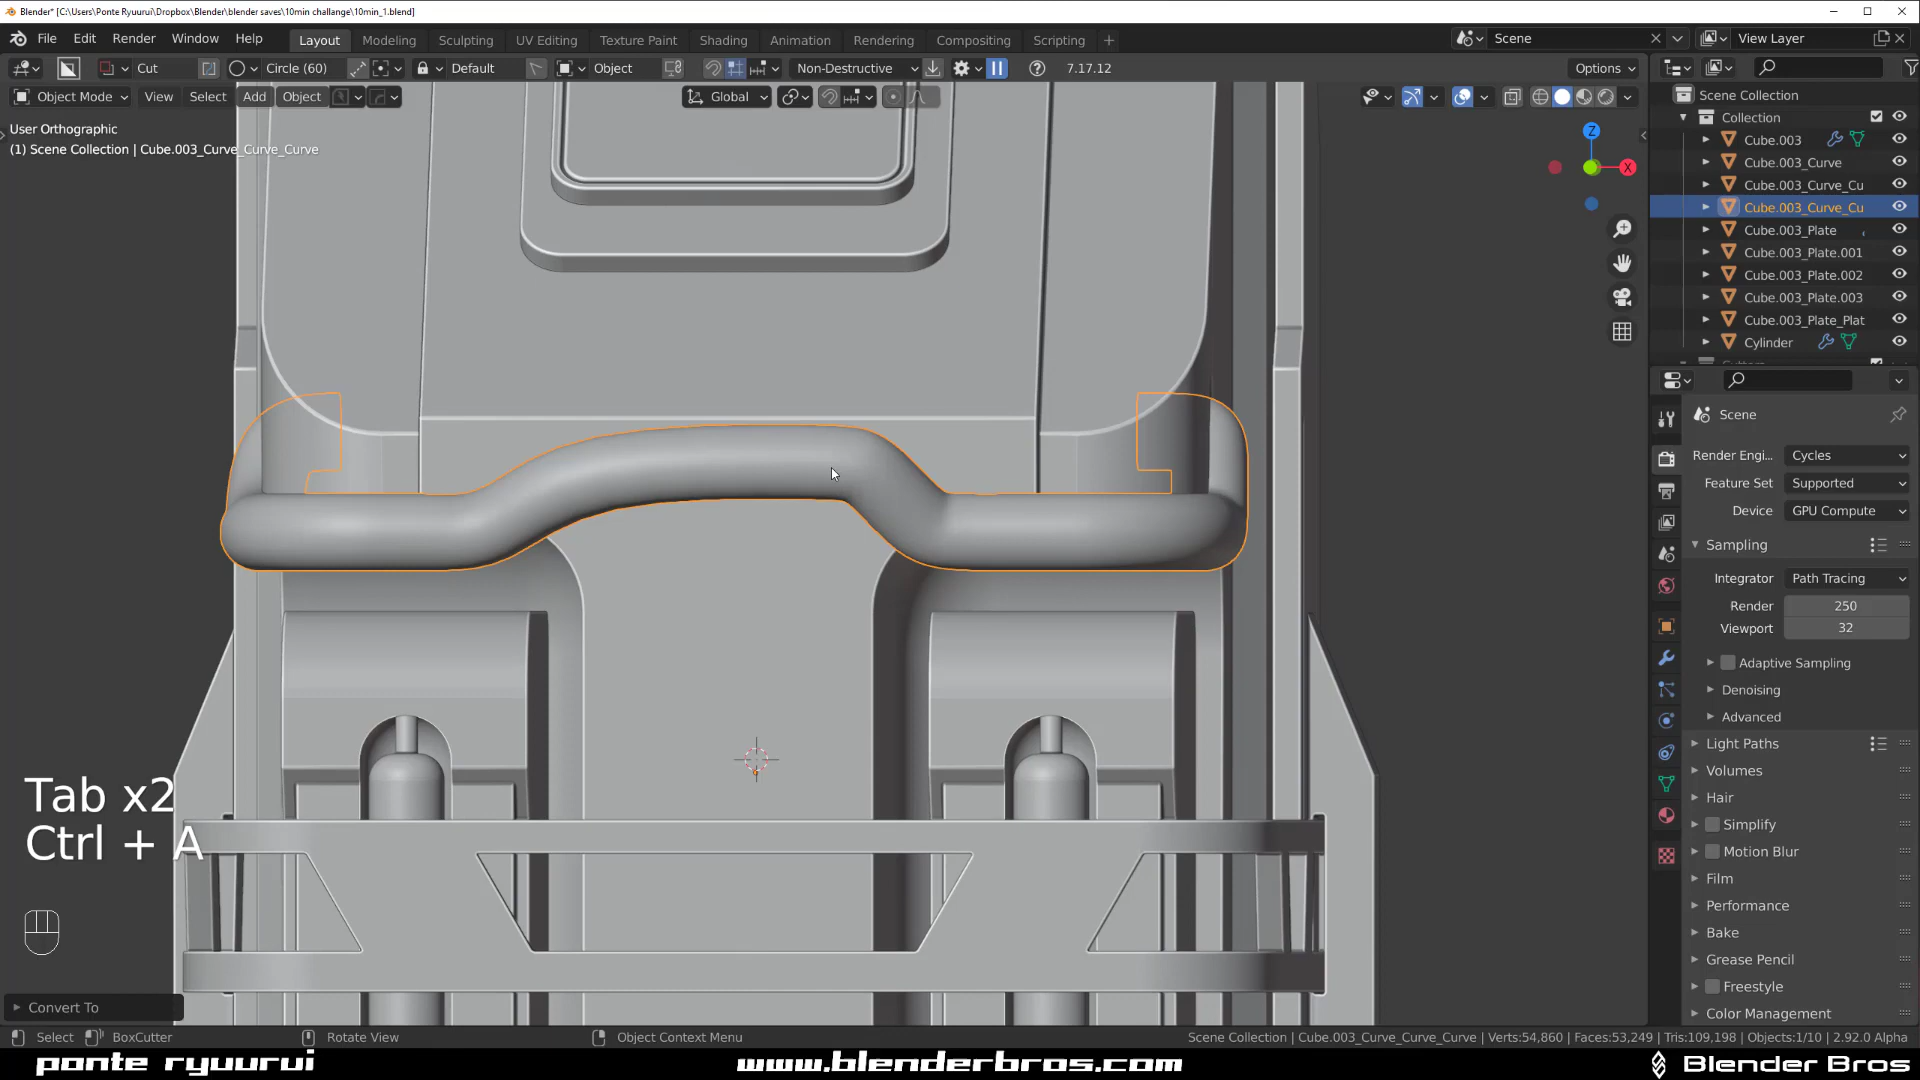 Blender* [C:\Users\Ponte Ryuurui\Dropbox\Blender\blender saves\10min challange\10min_1.blend]
File Edit Render Window Help Layout Modeling Sculpting UV Editing Texture Paint Shading Animation Rendering Compositing Scripting + Scene View Layer
Cut Circle (60) Default Object Non-Destructive 7.17.12 Options
Object Mode View Select Add Object Global
User Orthographic
(1) Scene Collection | Cube.003_Curve_Curve_Curve
Z
X
Scene Collection
Collection
Cube.003
Cube.003_Curve
Cube.003_Curve_Cu
Cube.003_Curve_Cu
Cube.003_Plate
Cube.003_Plate.001
Cube.003_Plate.002
Cube.003_Plate.003
Cube.003_Plate_Plat
Cylinder
Scene
Render Engi... Cycles
Feature Set Supported
Device GPU Compute
Sampling
Integrator Path Tracing
Render 250
Viewport 32
Adaptive Sampling
Denoising
Advanced
Light Paths
Volumes
Hair
Simplify
Motion Blur
Film
Performance
Bake
Grease Pencil
Freestyle
Color Management
Tab x2
Ctrl + A
Convert To
Select BoxCutter Rotate View Object Context Menu Scene Collection | Cube.003_Curve_Curve_Curve | Verts:54,860 | Faces:53,249 | Tris:109,198 | Objects:1/10 | 2.92.0 Alpha
ponte ryuurui www.blenderbros.com Blender Bros